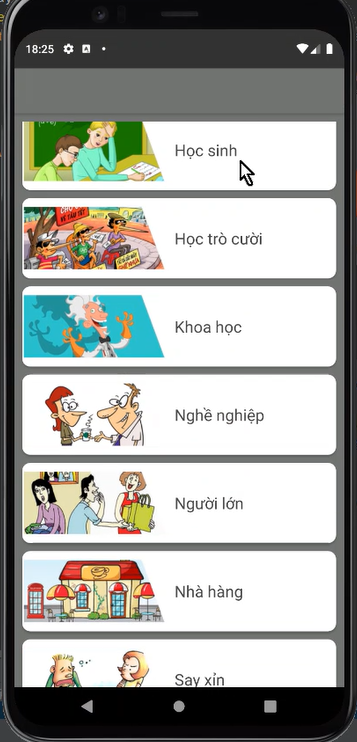 18:25
Học sinh
Học trò cười
Khoa học
Nghề nghiệp
Người lớn
Nhà hàng
Say xỉn